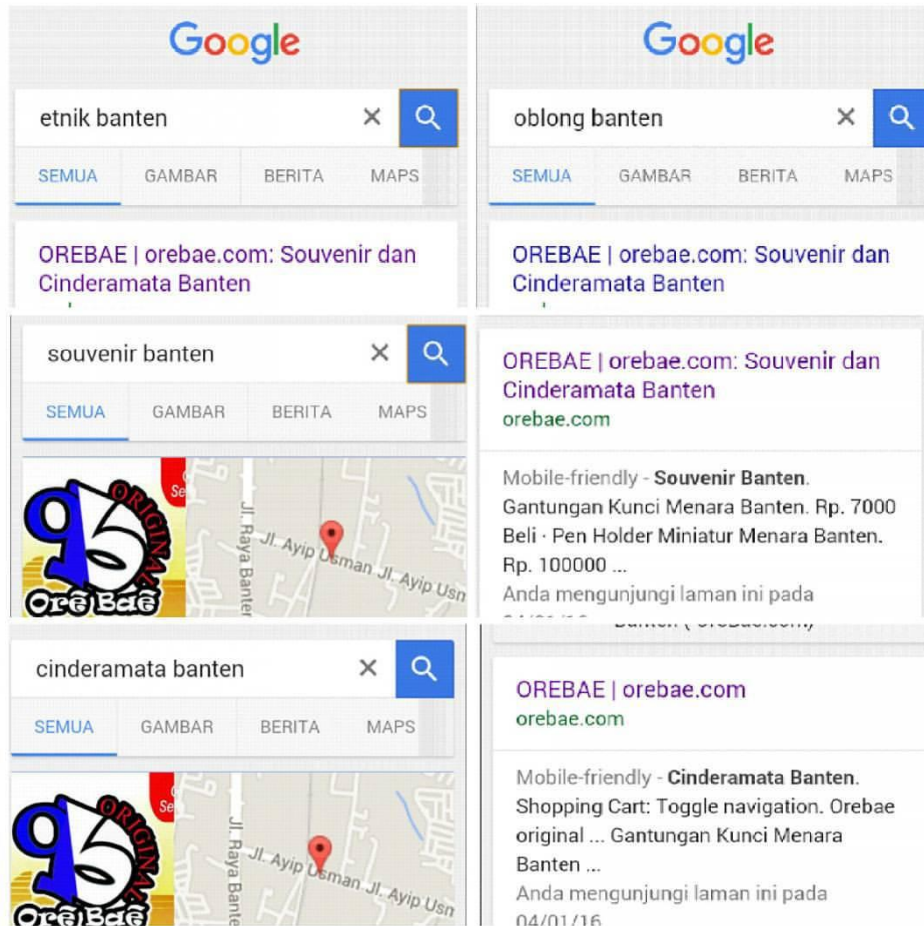 Google
etnik banten
SEMUA GAMBAR BERITA MAPS
OREBAE | orebae.com: Souvenir dan
Cinderamata Banten
Google
oblong banten
SEMUA GAMBAR BERITA MAPS
OREBAE | orebae.com: Souvenir dan
Cinderamata Banten
souvenir banten
SEMUA GAMBAR BERITA MAPS
ORIGINAL
Orē Baē
Jl. Raya Banten
Jl. Ayip Usman
Jl. Ayip Usn
OREBAE | orebae.com: Souvenir dan
Cinderamata Banten
orebae.com
Mobile-friendly - Souvenir Banten.
Gantungan Kunci Menara Banten. Rp. 7000
Beli · Pen Holder Miniatur Menara Banten.
Rp. 100000 ...
Anda mengunjungi laman ini pada
cinderamata banten
SEMUA GAMBAR BERITA MAPS
ORIGINAL
Orē Baē
Jl. Raya Bante
Jl. Ayip Usman
Jl. Ayip Usn
OREBAE | orebae.com
orebae.com
Mobile-friendly - Cinderamata Banten.
Shopping Cart: Toggle navigation. Orebae
original ... Gantungan Kunci Menara
Banten ...
Anda mengunjungi laman ini pada
04/01/16